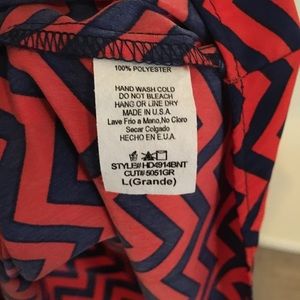 100% POLYESTER
HAND WASH COLD
DO NOT BLEACH
HANG OR LINE DRY
MADE IN U.S.A.
Lave Frio a Mano,No Cloro
Secar Colgado
HECHO EN E.U.A.
STYLE# HD4914BNT
CUT# 5051GR
L(Grande)